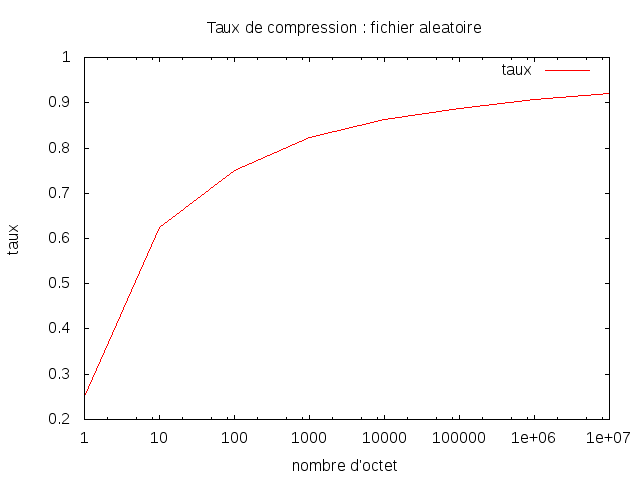 Taux de compression : fichier aleatoire
1
taux
0.9
0.8
0.7
0.6
taux
0.5
0.4
0.3
0.2
1 10 100 1000 10000 100000 1e+06 1e+07
nombre d'octet